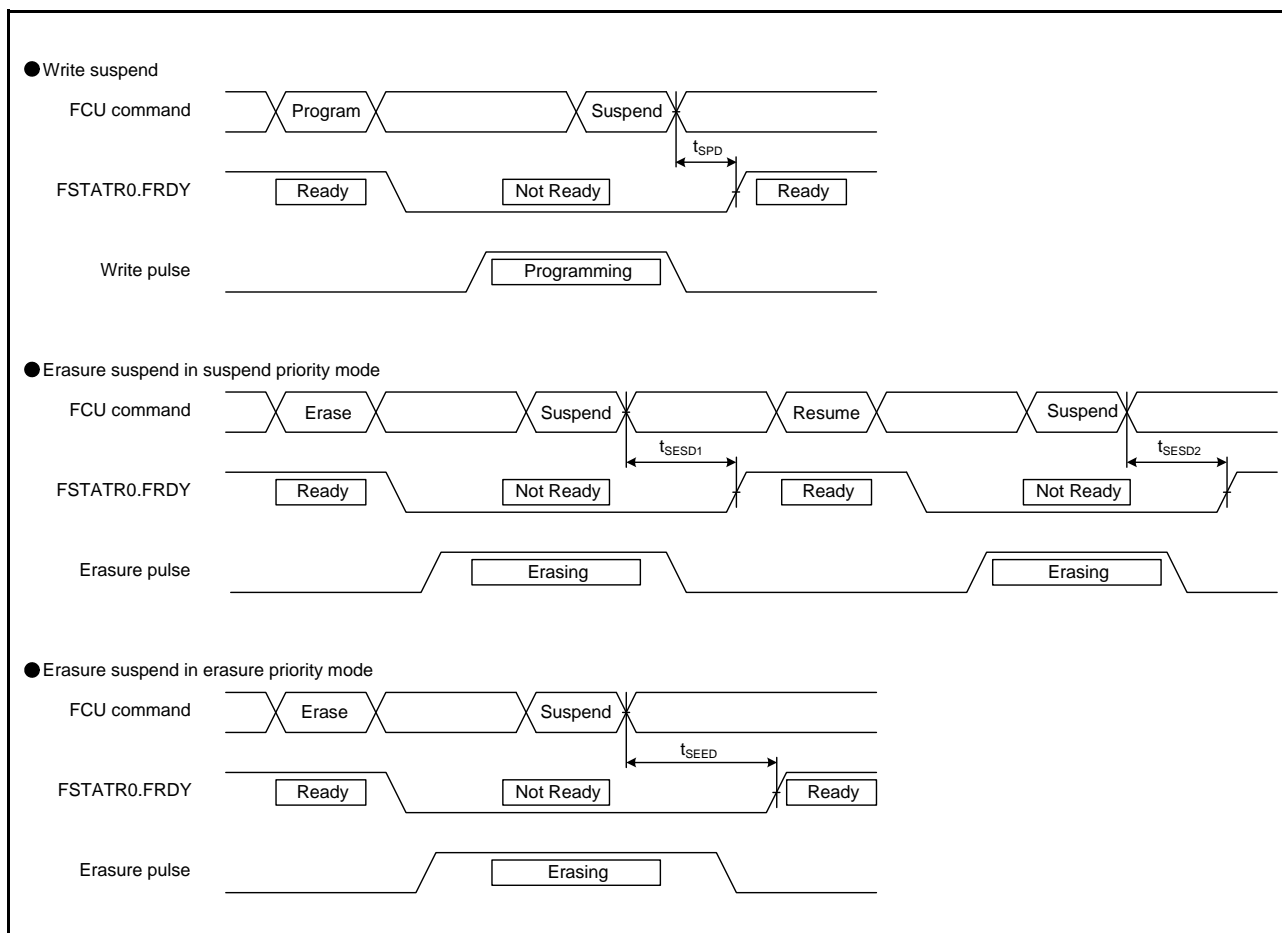 ● Write suspend
FCU command Program Suspend
tSPD
FSTATR0.FRDY Ready Not Ready Ready
Write pulse Programming
● Erasure suspend in suspend priority mode
FCU command Erase Suspend Resume Suspend
tSESD1 tSESD2
FSTATR0.FRDY Ready Not Ready Ready Not Ready
Erasure pulse Erasing Erasing
● Erasure suspend in erasure priority mode
FCU command Erase Suspend
tSEED
FSTATR0.FRDY Ready Not Ready Ready
Erasure pulse Erasing